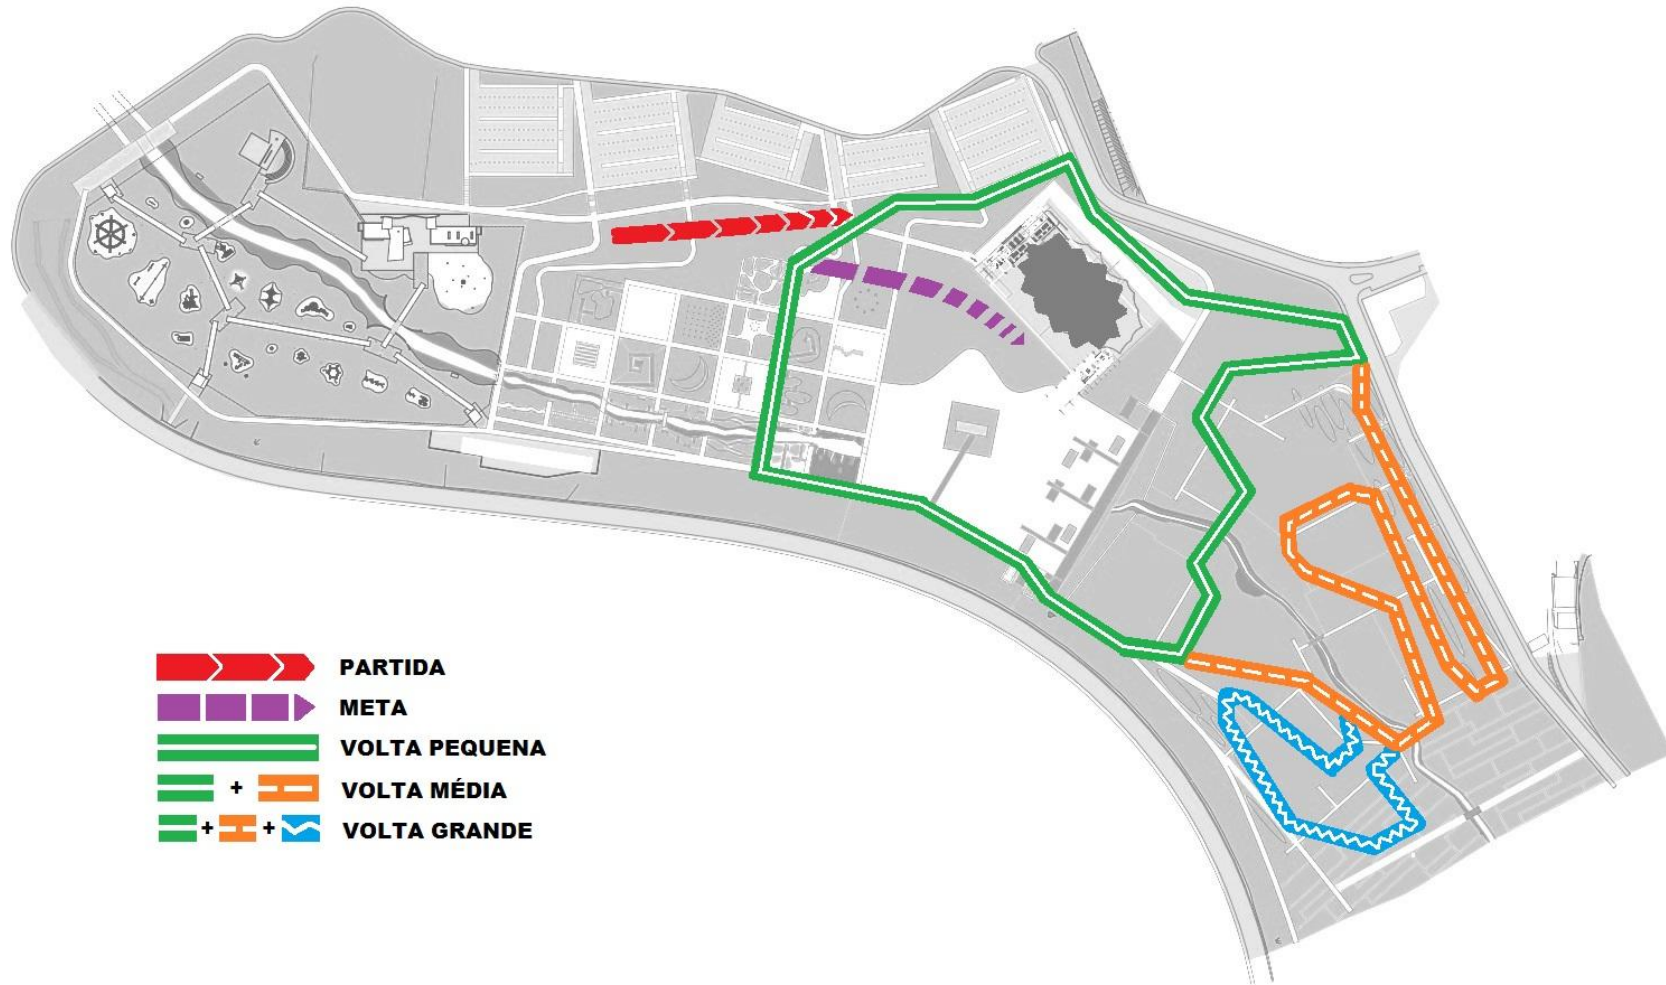 PARTIDA
META
VOLTA PEQUENA
+ VOLTA MÉDIA
+ + VOLTA GRANDE